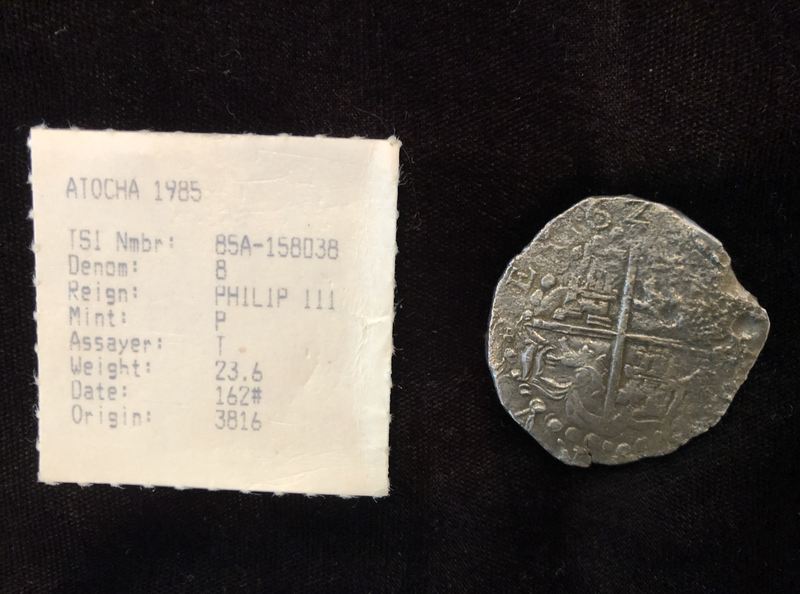 ATOCHA 1985
TSI Nmbr: 85A-158038
Denom: 8
Reign: PHILIP III
Mint: P
Assayer: T
Weight: 23.6
Date: 162#
Origin: 3816
E 162